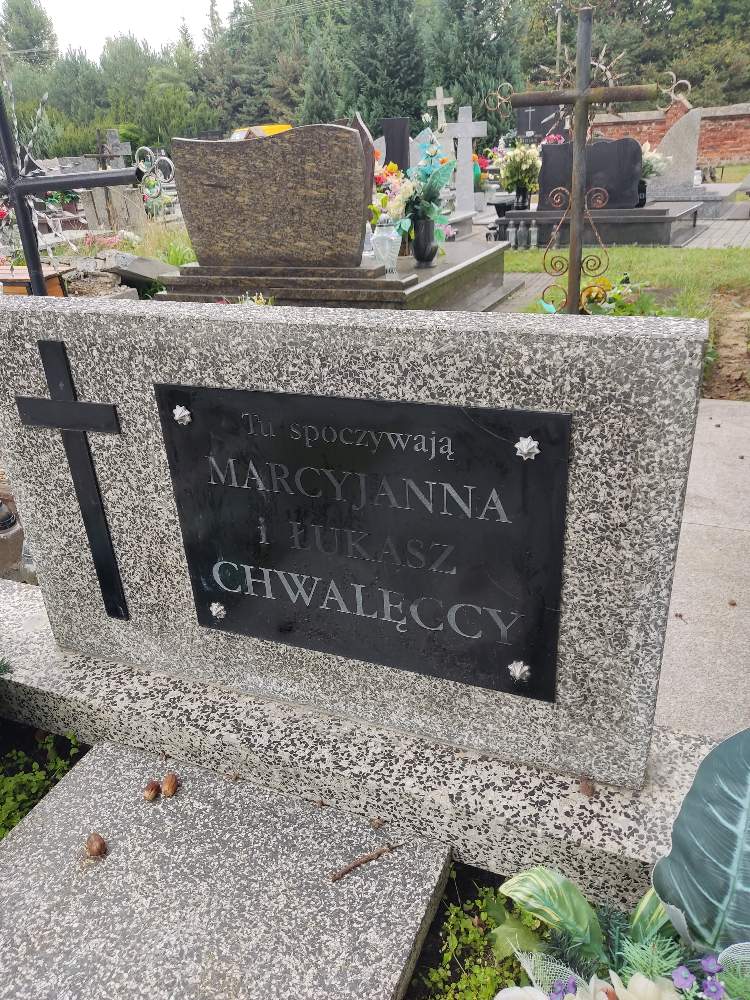 Tu spoczywają
MARCYJANNA
i ŁUKASZ
CHWALĘCCY